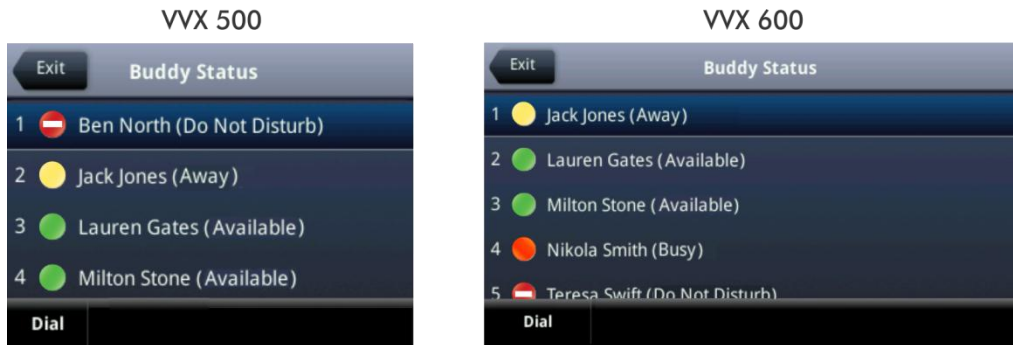 VVX 500
Exit Buddy Status
1 Ben North (Do Not Disturb)
2 Jack Jones (Away)
3 Lauren Gates (Available)
4 Milton Stone (Available)
Dial
VVX 600
Exit Buddy Status
1 Jack Jones (Away)
2 Lauren Gates (Available)
3 Milton Stone (Available)
4 Nikola Smith (Busy)
5 Teresa Swift (Do Not Disturb)
Dial